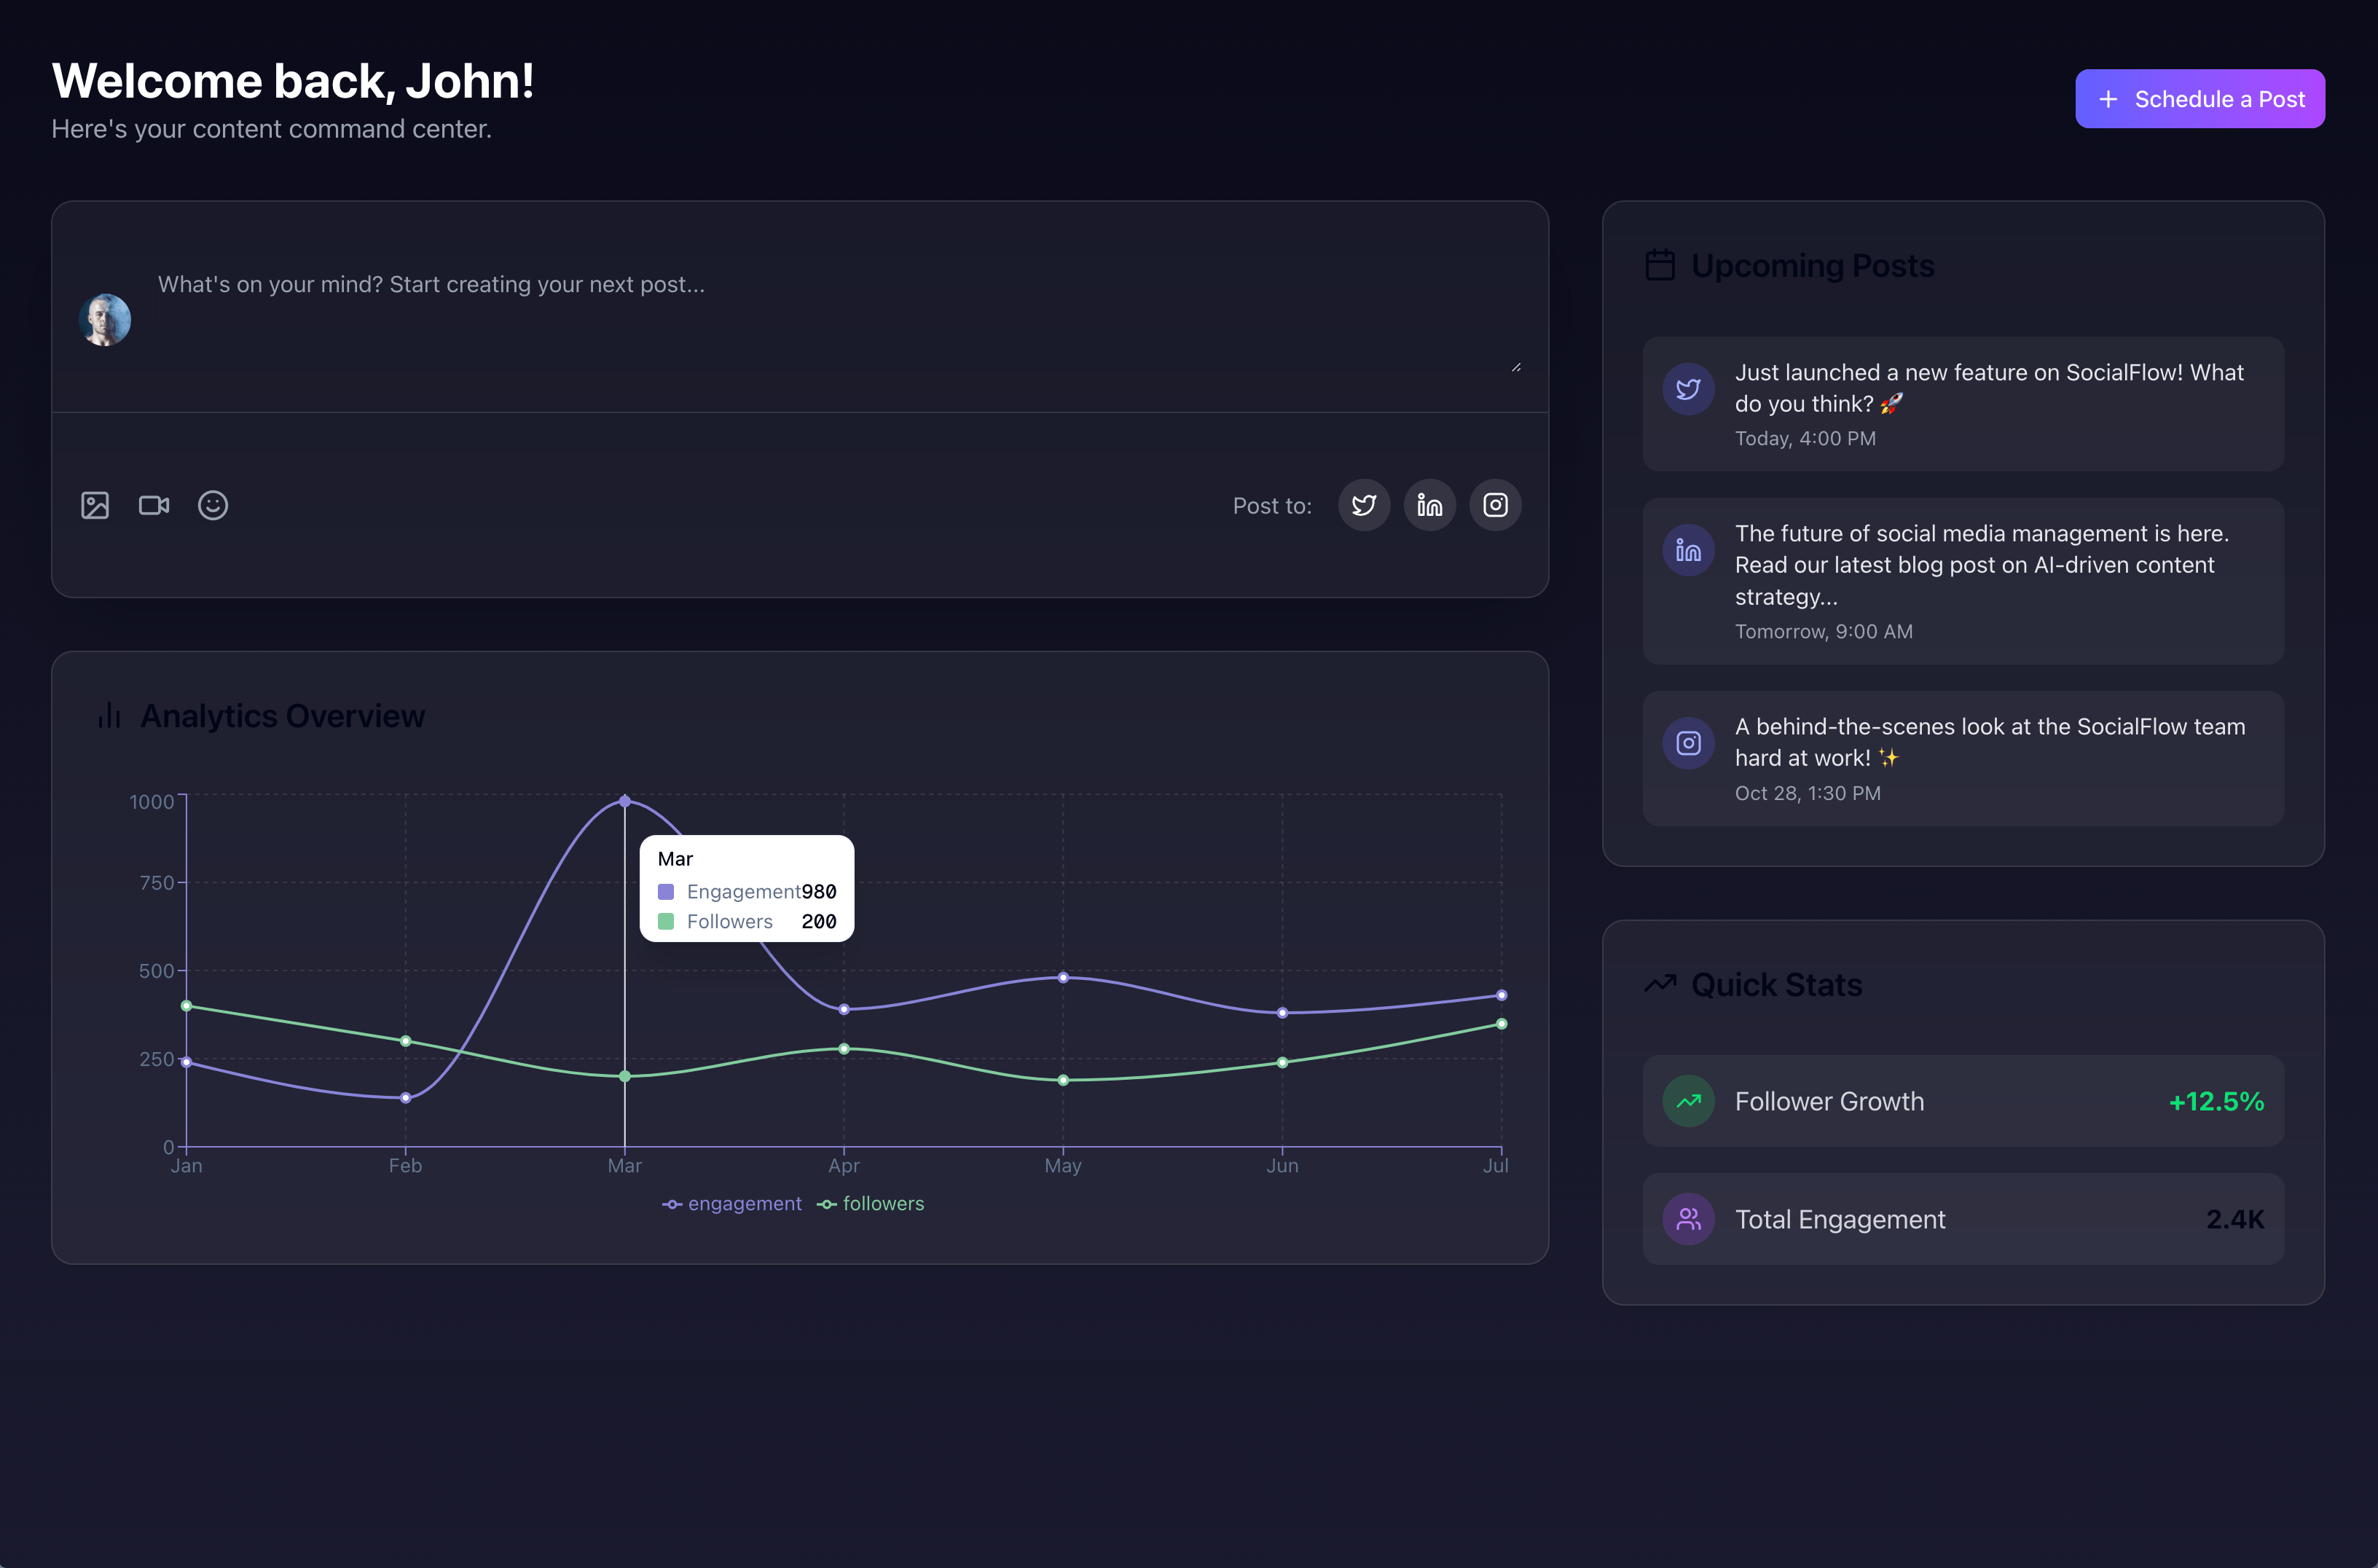 Welcome back, John!
Here's your content command center.
Schedule a Post
What's on your mind? Start creating your next post...
Post to:
Analytics Overview
1000
750
500
250
0
Jan
Feb
Mar
Apr
May
Jun
Jul
Mar
Engagement 980
Followers 200
engagement
followers
Upcoming Posts
Just launched a new feature on SocialFlow! What
do you think? 🚀
Today, 4:00 PM
The future of social media management is here.
Read our latest blog post on AI-driven content
strategy...
Tomorrow, 9:00 AM
A behind-the-scenes look at the SocialFlow team
hard at work! ✨
Oct 28, 1:30 PM
Quick Stats
Follower Growth
+12.5%
Total Engagement
2.4K